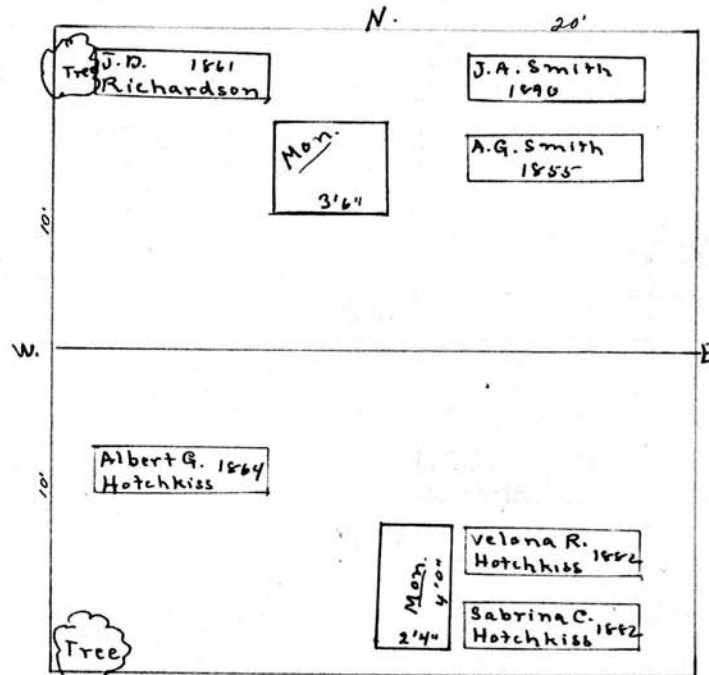 N. 20'
Tree
J.D. 1861
Richardson
J.A. Smith
1890
Mon.
3'6"
A.G. Smith
1855
10'
W. E
Albert G. 1864
Hotchkiss
10'
Velona R.
Hotchkiss 1882
Mon.
4'0"
2'4"
Sabrina C.
Hotchkiss 1882
Tree